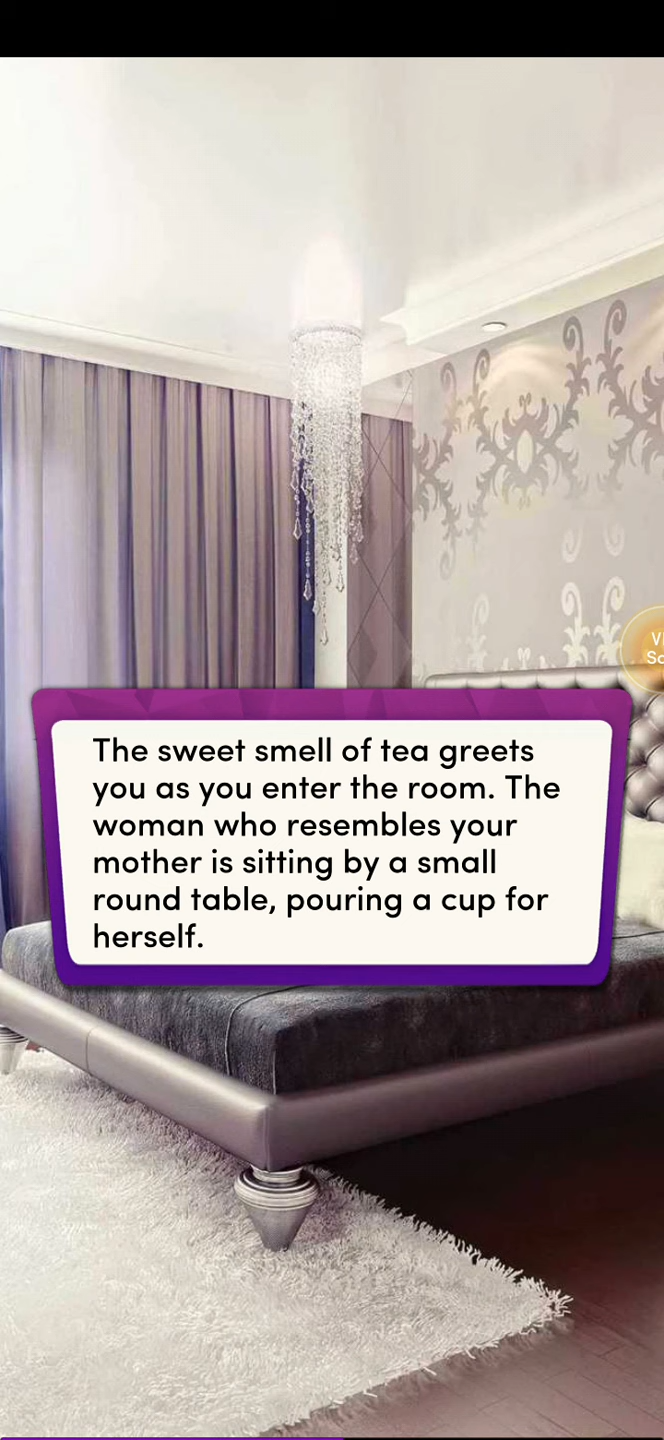 The sweet smell of tea greets
you as you enter the room. The
woman who resembles your
mother is sitting by a small
round table, pouring a cup for
herself.